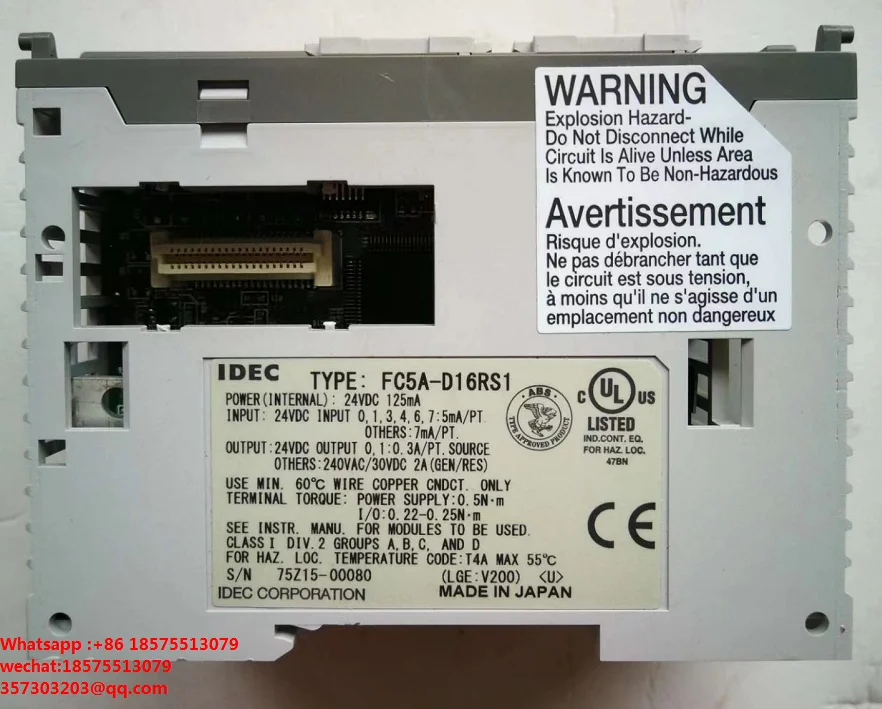 WARNING
Explosion Hazard-
Do Not Disconnect While
Circuit Is Alive Unless Area
Is Known To Be Non-Hazardous
Avertissement
Risque d'explosion.
Ne pas débrancher tant que
le circuit est sous tension,
à moins qu'il ne s'agisse d'un
emplacement non dangereux
IDEC TYPE: FC5A-D16RS1
POWER(INTERNAL): 24VDC 125mA
INPUT: 24VDC INPUT 0,1,3,4,6,7:5mA/PT.
OTHERS:7mA/PT.
OUTPUT:24VDC OUTPUT 0,1:0.3A/PT.SOURCE
OTHERS:240VAC/30VDC 2A(GEN/RES)
USE MIN. 60℃ WIRE COPPER CNDCT. ONLY
TERMINAL TORQUE: POWER SUPPLY:0.5N·m
I/O:0.22-0.25N·m
SEE INSTR. MANU. FOR MODULES TO BE USED.
CLASS I DIV.2 GROUPS A,B,C, AND D
FOR HAZ. LOC. TEMPERATURE CODE:T4A MAX 55℃
S/N 75Z15-00080 (LGE:V200) <U>
IDEC CORPORATION MADE IN JAPAN
·ABS·
TYPE APPROVED PRODUCT
C UL US
LISTED
IND.CONT. EQ.
FOR HAZ. LOC.
47BN
CE
Whatsapp :+86 18575513079
wechat:18575513079
357303203@qq.com